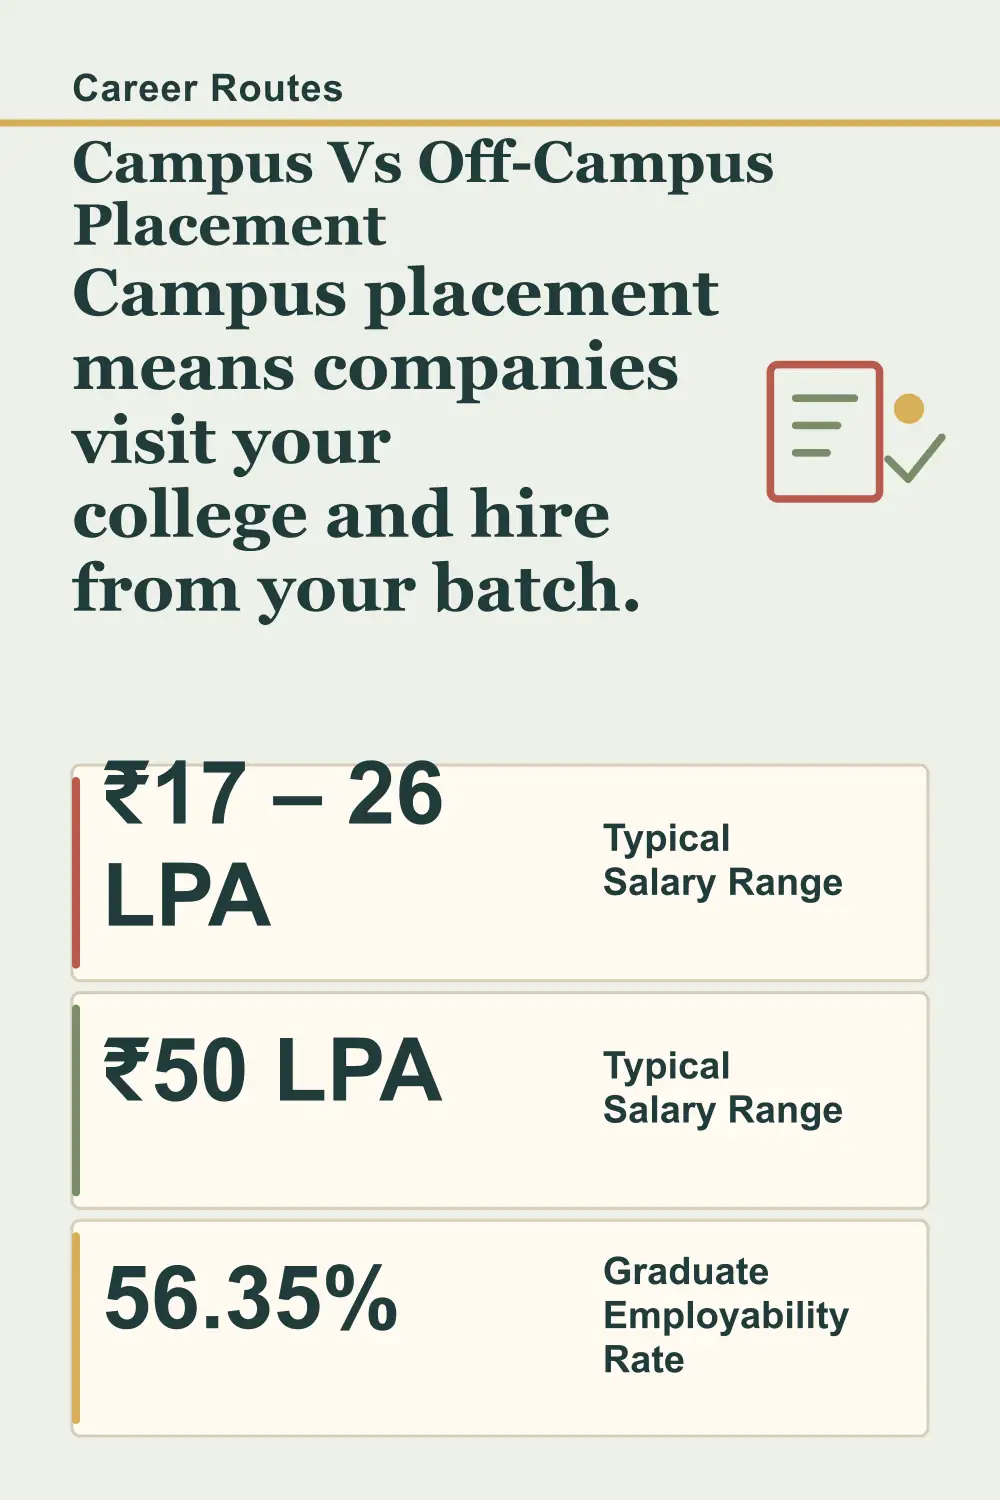 Career Routes
Campus Vs Off-Campus
Placement
Campus placement
means companies
visit your
college and hire
from your batch.
₹17 – 26
LPA
Typical
Salary Range
₹50 LPA
Typical
Salary Range
56.35%
Graduate
Employability
Rate